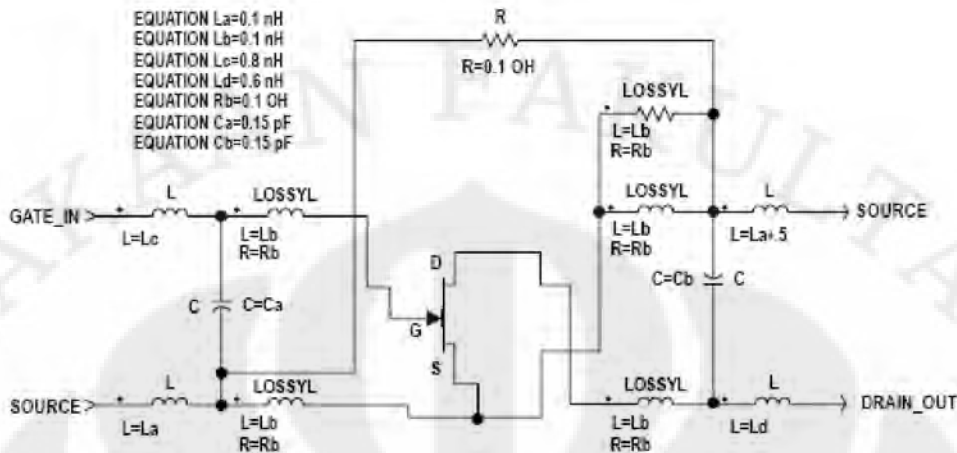 EQUATION La=0.1 nH
EQUATION Lb=0.1 nH
EQUATION Lc=0.8 nH
EQUATION Ld=0.6 nH
EQUATION Rb=0.1 OH
EQUATION Ca=0.15 pF
EQUATION Cb=0.15 pF
R
R=0.1 OH
LOSSYL
L=Lb
R=Rb
GATE_IN
L
L=Lc
LOSSYL
L=Lb
R=Rb
LOSSYL
L=Lb
R=Rb
L
L=La+.5
SOURCE
C
C=Ca
D
G
S
C=Cb
C
SOURCE
L
L=La
LOSSYL
L=Lb
R=Rb
LOSSYL
L=Lb
R=Rb
L
L=Ld
DRAIN_OUT
AKAAN FAKULTA